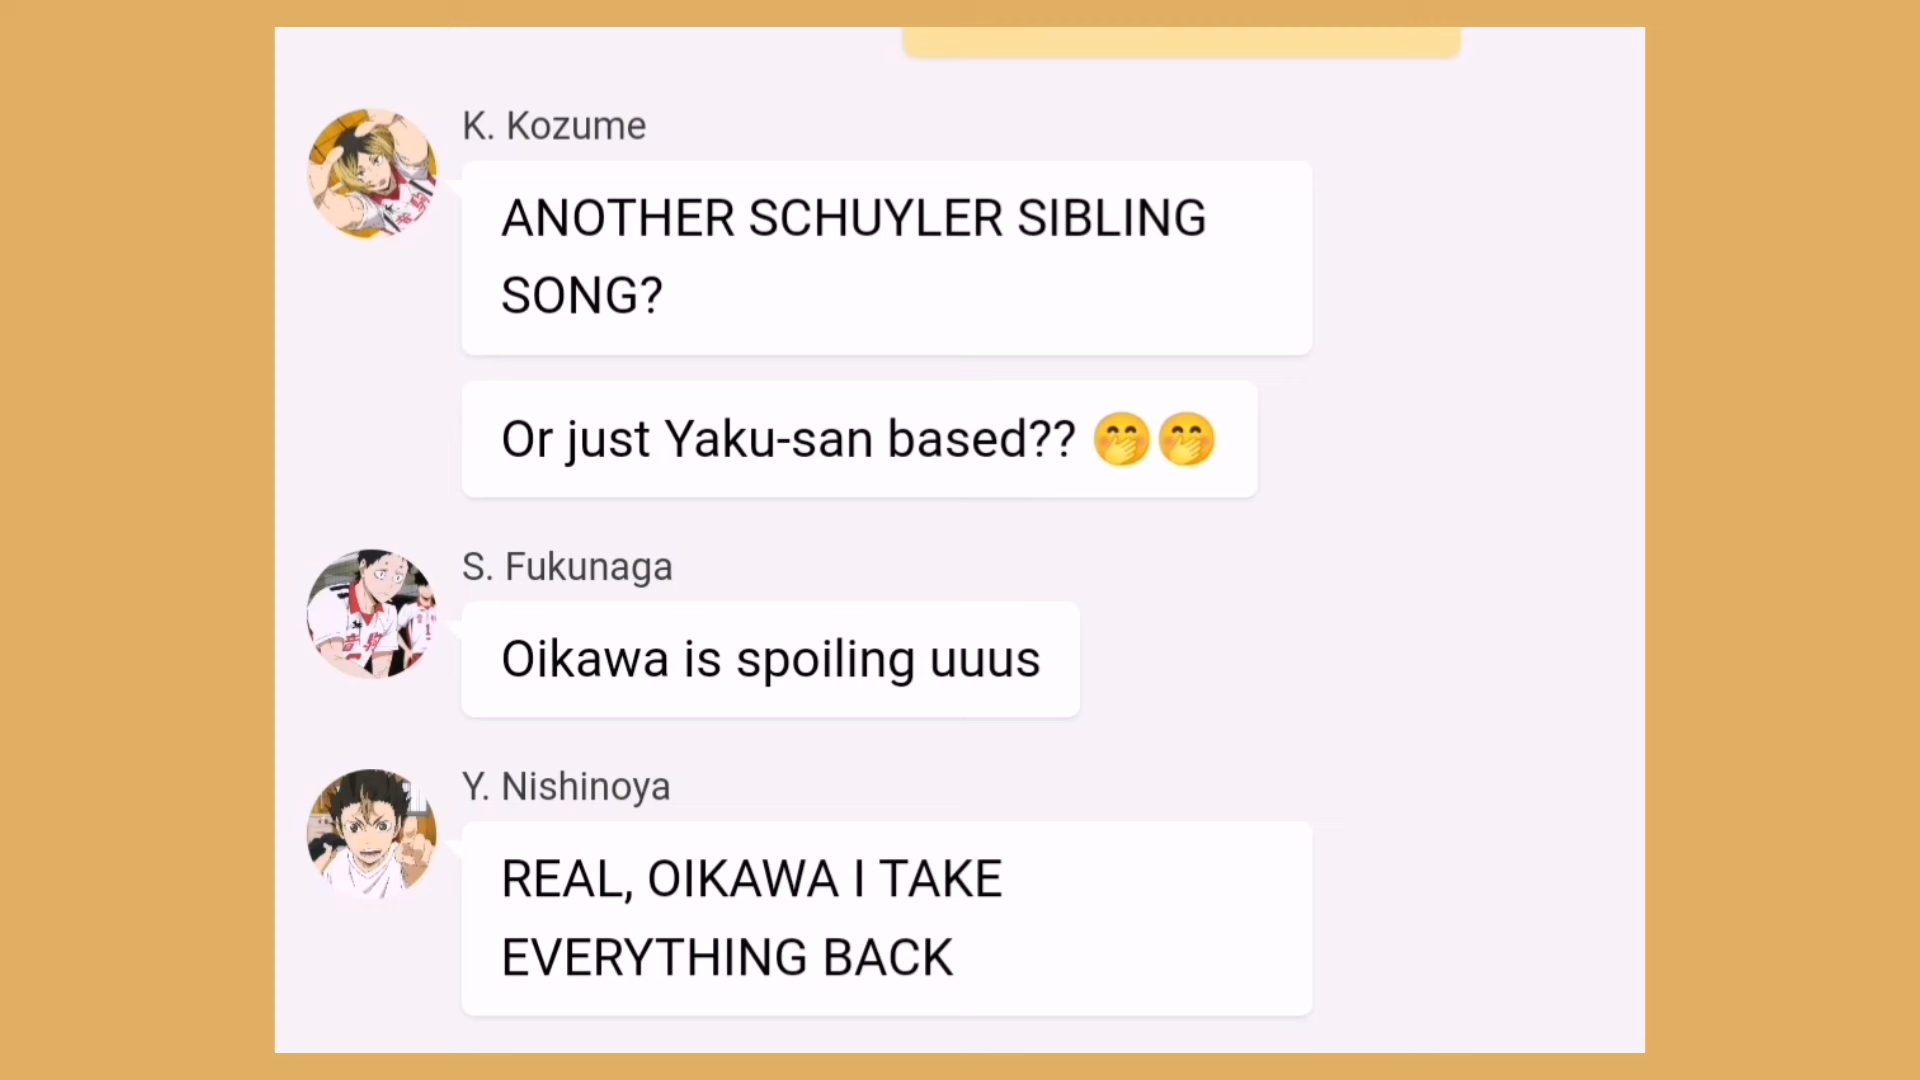 K. Kozume
ANOTHER SCHUYLER SIBLING
SONG?
Or just Yaku-san based?? 🤭🤭
S. Fukunaga
Oikawa is spoiling uuus
Y. Nishinoya
REAL, OIKAWA I TAKE
EVERYTHING BACK